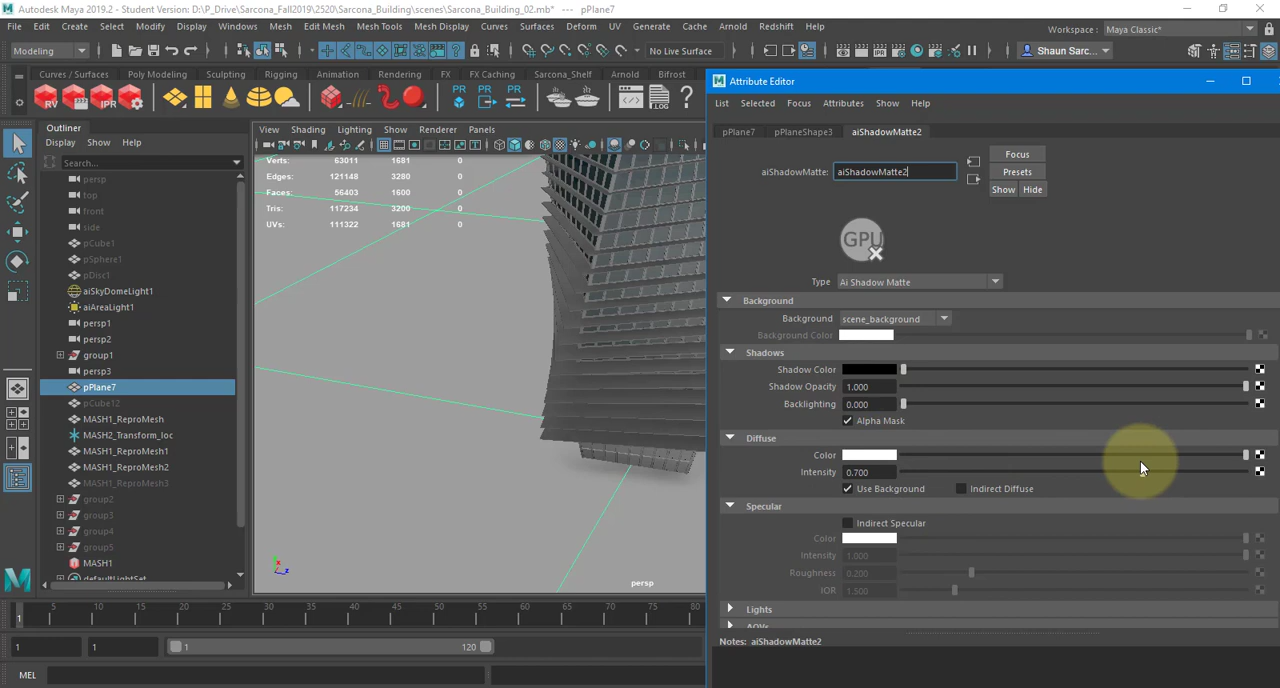 Autodesk Maya 2019.2 - Student Version: D:\P_Drive\Sarcona_Fall2019\2520\Sarcona_Building\scenes\Sarcona_Building_02.mb* --- pPlane7
File Edit Create Select Modify Display Windows Mesh Edit Mesh Mesh Tools Mesh Display Curves Surfaces Deform UV Generate Cache Arnold Redshift Help Workspace : Maya Classic*
Modeling No Live Surface Shaun Sarc...
Curves / Surfaces Poly Modeling Sculpting Rigging Animation Rendering FX FX Caching Sarcona_Shelf Arnold Bifrost
RV IPR PR PR PR LOG
Outliner
Display Show Help
Search...
persp
top
front
side
pCube1
pSphere1
pDisc1
aiSkyDomeLight1
aiAreaLight1
persp1
persp2
group1
persp3
pPlane7
pCube12
MASH1_ReproMesh
MASH2_Transform_loc
MASH1_ReproMesh1
MASH1_ReproMesh2
MASH1_ReproMesh3
group2
group3
group4
group5
MASH1
defaultLightSet
View Shading Lighting Show Renderer Panels
Verts: 63011 1681 0
Edges: 121148 3280 0
Faces: 56403 1600 0
Tris: 117234 3200 0
UVs: 111322 1681 0
persp
Attribute Editor
List Selected Focus Attributes Show Help
pPlane7 pPlaneShape3 aiShadowMatte2
aiShadowMatte: aiShadowMatte2
Focus
Presets
Show Hide
GPU
Type Ai Shadow Matte
Background
Background scene_background
Background Color
Shadows
Shadow Color
Shadow Opacity 1.000
Backlighting 0.000
Alpha Mask
Diffuse
Color
Intensity 0.700
Use Background Indirect Diffuse
Specular
Indirect Specular
Color
Intensity 1.000
Roughness 0.200
IOR 1.500
Lights
AOVs
Notes: aiShadowMatte2
5 10 15 20 25 30 35 40 45 50 55 60 65 70 75 80
1
1 1 1 120
MEL